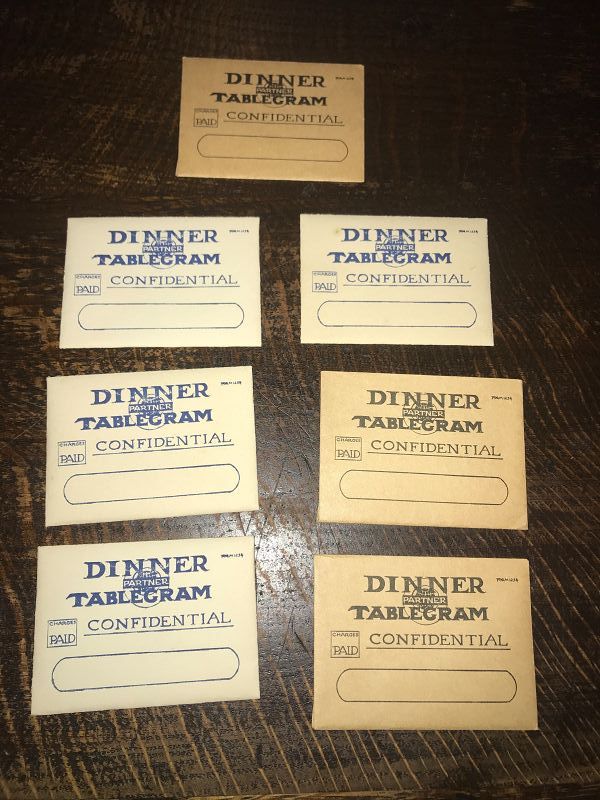 DINNER
PARTNER
TABLEGRAM
CHARGES
PAID
CONFIDENTIAL
DINNER
PARTNER
TABLEGRAM
CHARGES
PAID
CONFIDENTIAL
DINNER
PARTNER
TABLEGRAM
CHARGES
PAID
CONFIDENTIAL
DINNER
PARTNER
TABLEGRAM
CHARGES
PAID
CONFIDENTIAL
DINNER
PARTNER
TABLEGRAM
CHARGES
PAID
CONFIDENTIAL
DINNER
PARTNER
TABLEGRAM
CHARGES
PAID
CONFIDENTIAL
DINNER
PARTNER
TABLEGRAM
CHARGES
PAID
CONFIDENTIAL